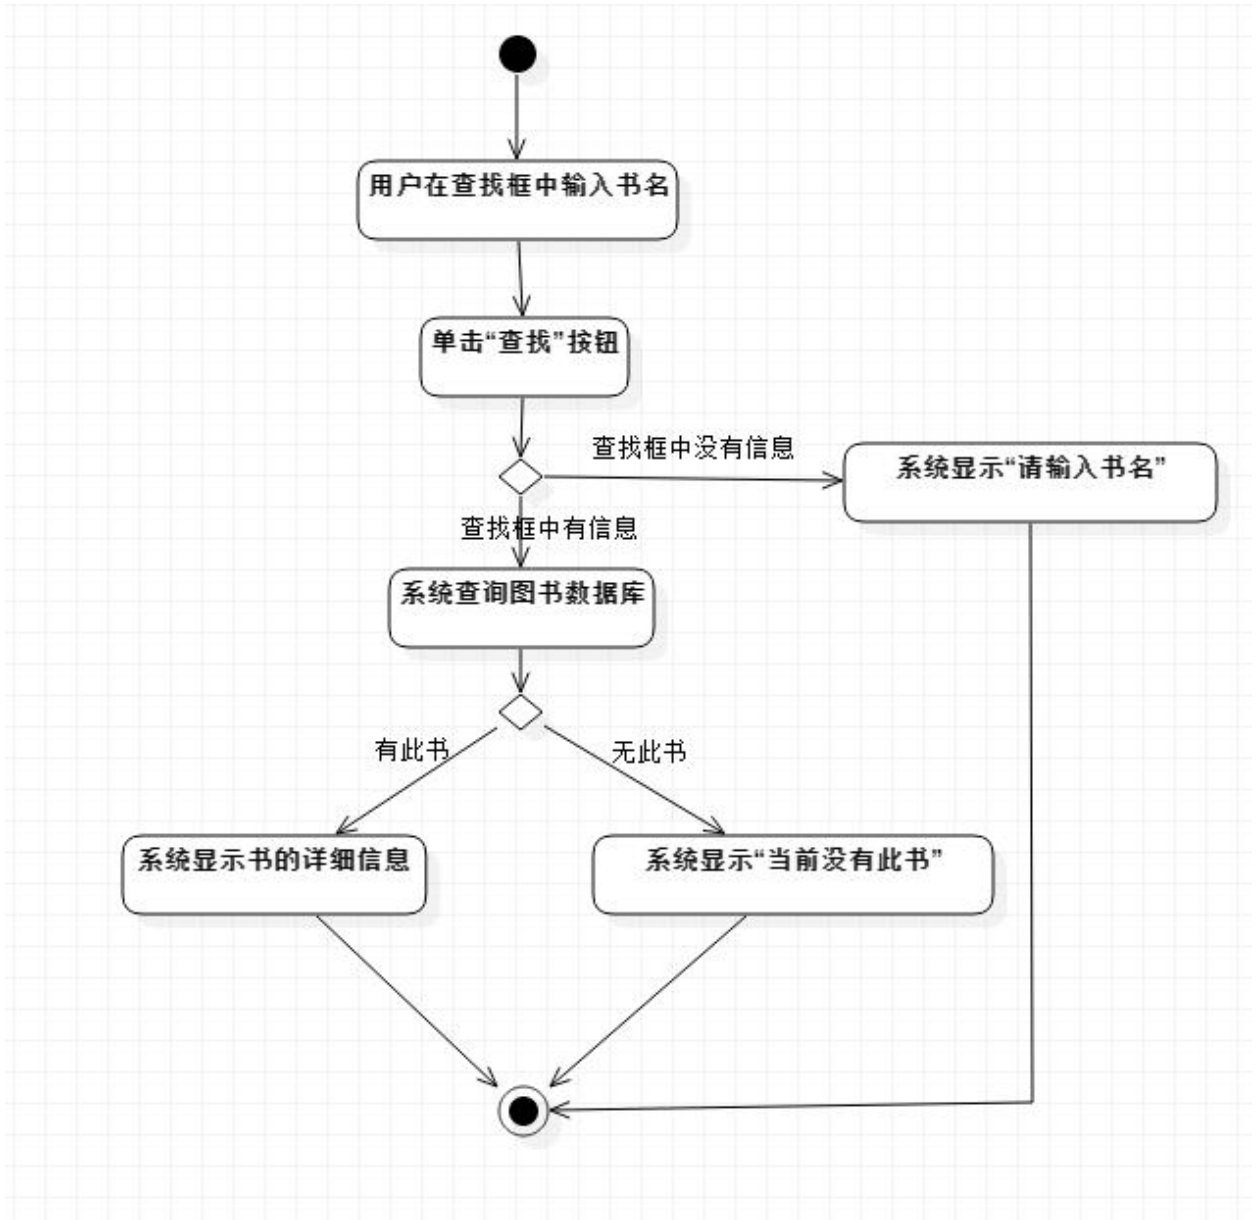 用户在查找框中输入书名
单击“查找”按钮
查找框中没有信息
系统显示“请输入书名”
查找框中有信息
系统查询图书数据库
有此书
无此书
系统显示书的详细信息
系统显示“当前没有此书”